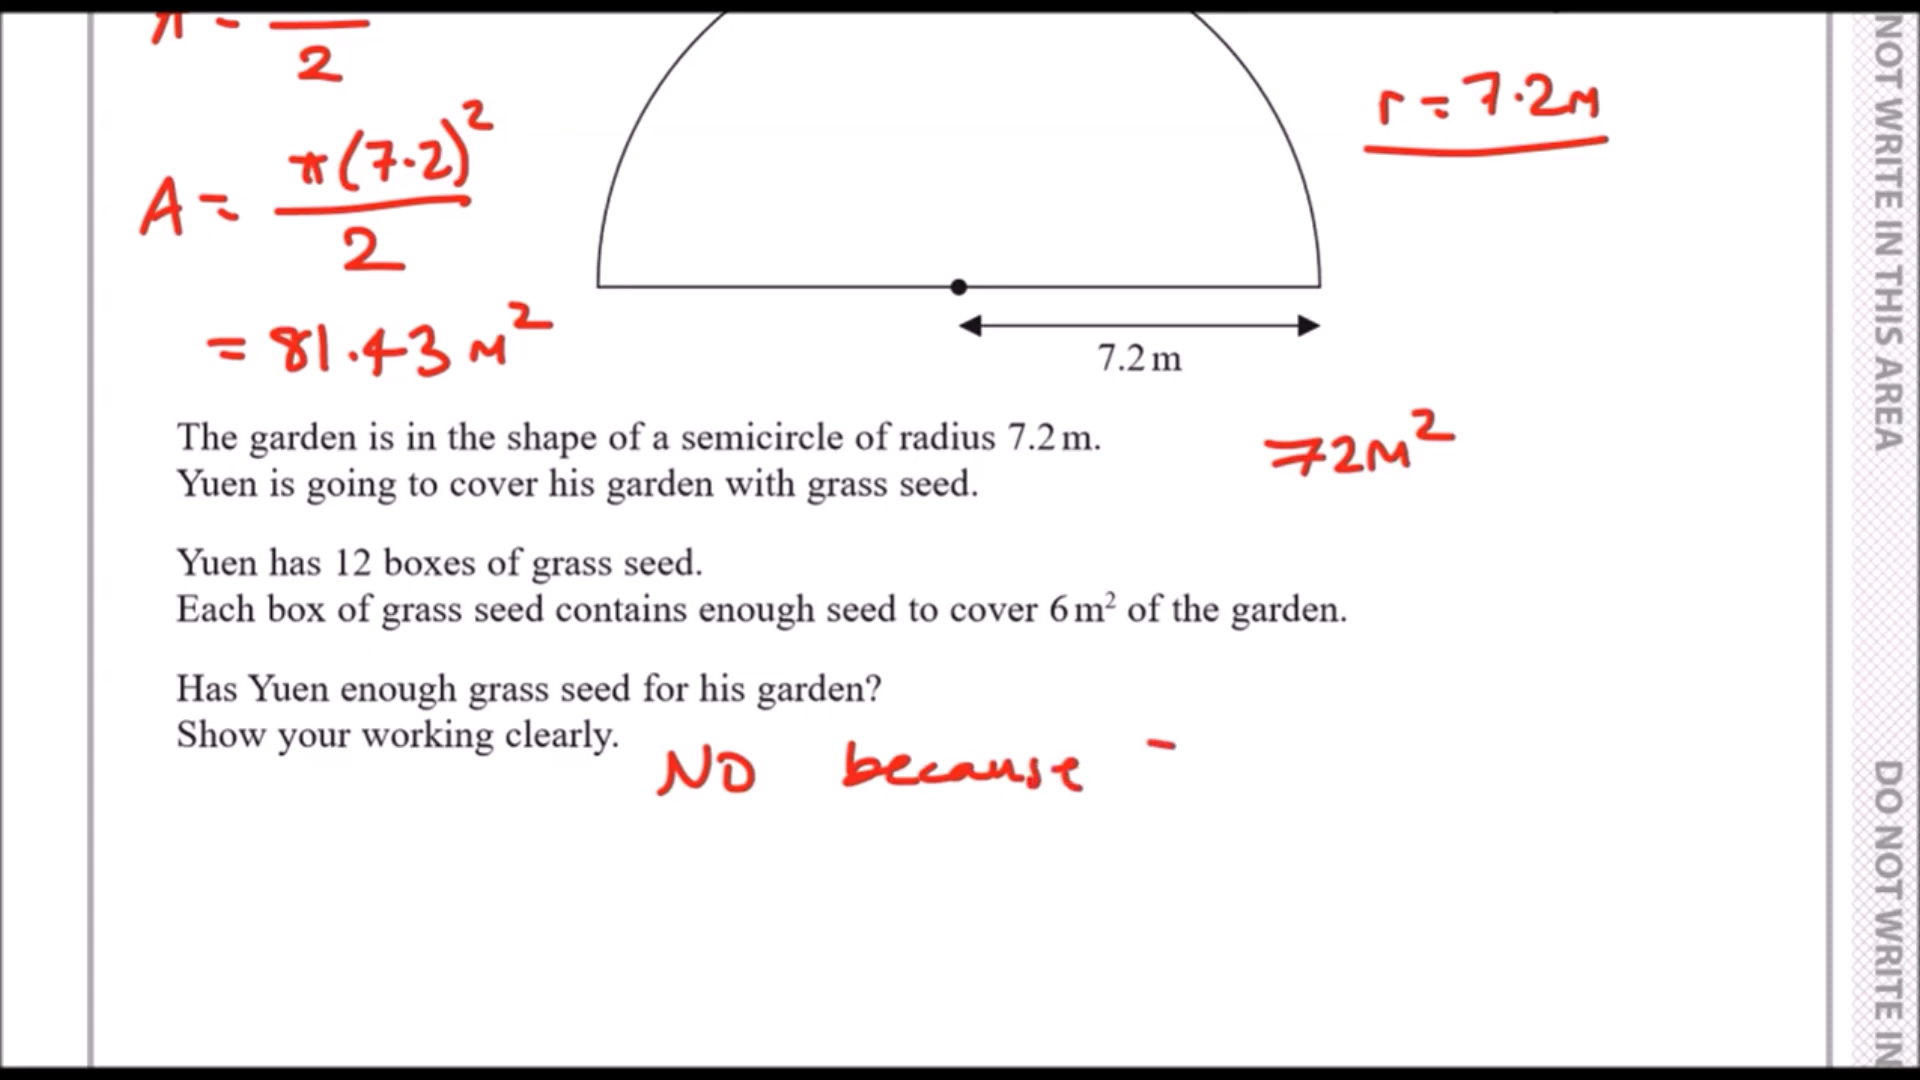 2
r = 7.2m
A = π(7.2)²
2
= 81.43 m²
7.2 m
The garden is in the shape of a semicircle of radius 7.2 m.
72m²
Yuen is going to cover his garden with grass seed.
Yuen has 12 boxes of grass seed.
Each box of grass seed contains enough seed to cover 6 m² of the garden.
Has Yuen enough grass seed for his garden?
Show your working clearly.
NO because
NOT WRITE IN THIS AREA
DO NOT WRITE IN